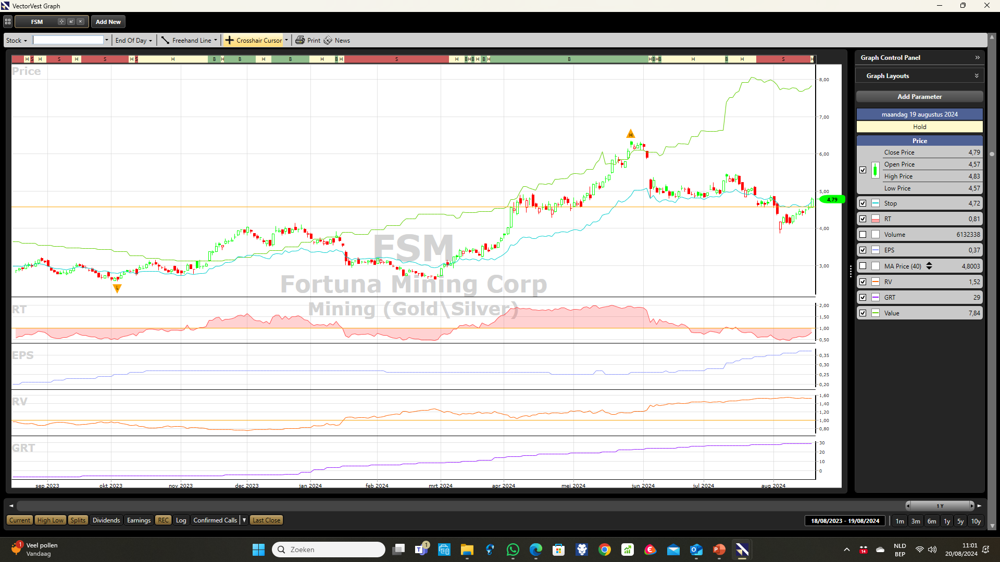 VectorVest Graph
FSM
Add New
Stock
End Of Day
Freehand Line
Crosshair Cursor
Print
News
H S H S H S H S H B H B H B H B H S H B H B H B H B H B H B H B H S H
Price
8,00
7,00
6,00
5,00
4,79
4,00
3,00
H
L
FSM
Fortuna Mining Corp
Mining (Gold\Silver)
RT
2,00
1,50
1,00
0,50
EPS
0,35
0,30
0,25
0,20
RV
1,60
1,40
1,20
1,00
0,80
GRT
30
20
10
0
sep 2023 okt 2023 nov 2023 dec 2023 jan 2024 feb 2024 mrt 2024 apr 2024 mei 2024 jun 2024 jul 2024 aug 2024
Graph Control Panel
Graph Layouts
Add Parameter
maandag 19 augustus 2024
Hold
Price
Close Price 4,79
Open Price 4,57
High Price 4,83
Low Price 4,57
Stop 4,72
RT 0,81
Volume 6132338
EPS 0,37
MA Price (40) 4,8003
RV 1,52
GRT 29
Value 7,84
1 Y
Current High Low Splits Dividends Earnings REC Log Confirmed Calls Last Close
18/08/2023 - 19/08/2024 1m 3m 6m 1y 5y 10y
1
Veel pollen
Vandaag
Zoeken
1
14
NLD
BEP
11:01
20/08/2024